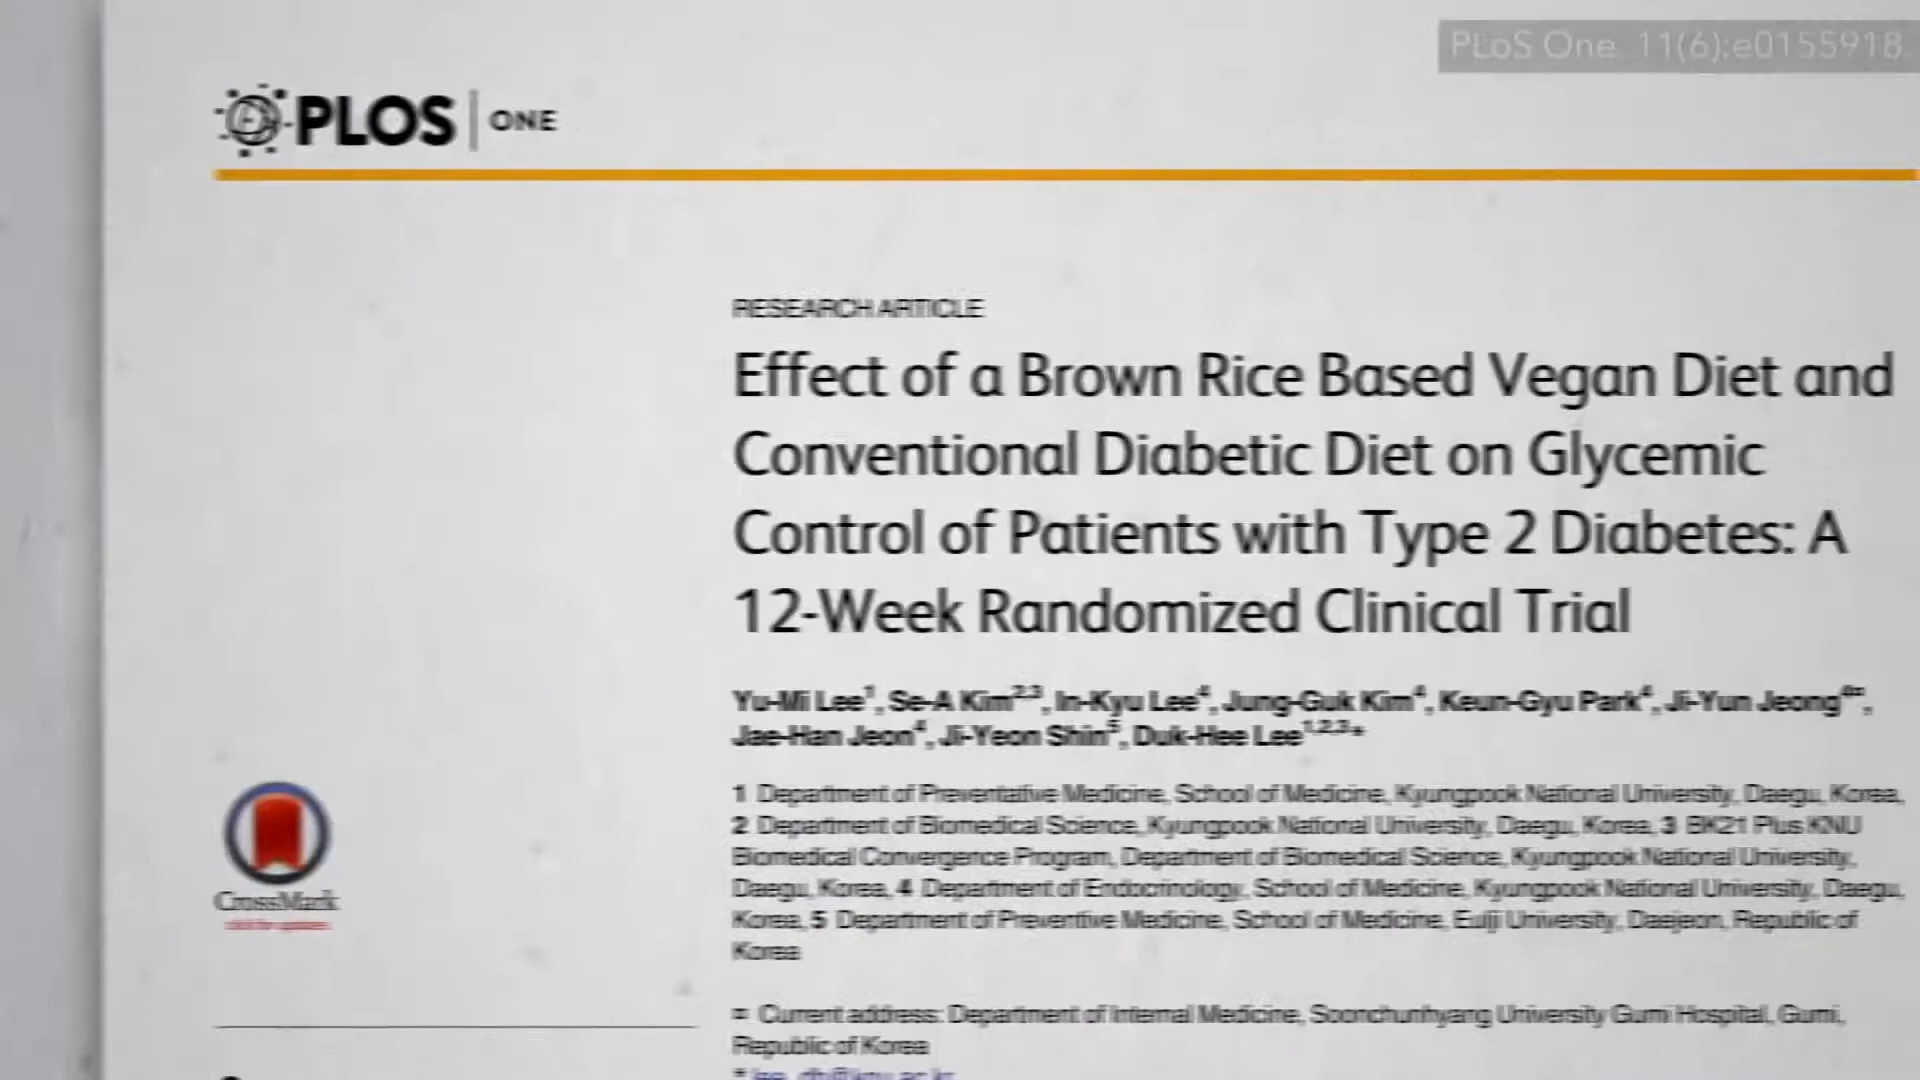 PLoS One. 11(6):e0155918.
PLOS ONE
RESEARCH ARTICLE
Effect of a Brown Rice Based Vegan Diet and
Conventional Diabetic Diet on Glycemic
Control of Patients with Type 2 Diabetes: A
12-Week Randomized Clinical Trial
Yu-Mi Lee1, Se-A Kim2,3, In-Kyu Lee4, Jung-Guk Kim4, Keun-Gyu Park4, Ji-Yun Jeong4¤,
Jae-Han Jeon4, Ji-Yeon Shin5, Duk-Hee Lee1,2,3*
1 Department of Preventative Medicine, School of Medicine, Kyungpook National University, Daegu, Korea,
2 Department of Biomedical Science, Kyungpook National University, Daegu, Korea, 3 BK21 Plus KNU
Biomedical Convergence Program, Department of Biomedical Science, Kyungpook National University,
Daegu, Korea, 4 Department of Endocrinology, School of Medicine, Kyungpook National University, Daegu,
Korea, 5 Department of Preventive Medicine, School of Medicine, Eulji University, Daejeon, Republic of
Korea
CrossMark
click for updates
¤ Current address: Department of Internal Medicine, Soonchunhyang University Gumi Hospital, Gumi,
Republic of Korea